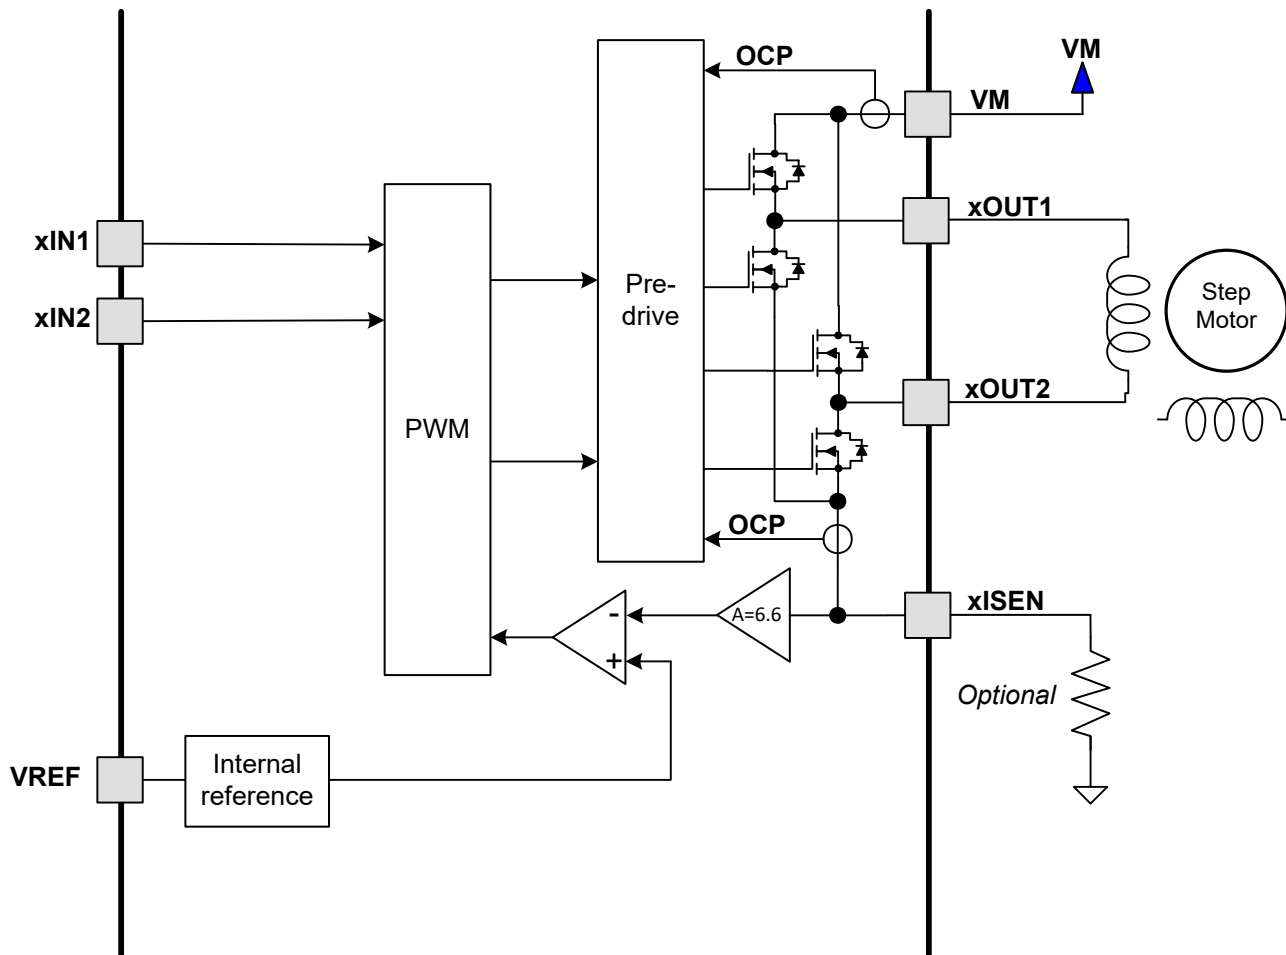 OCP
VM
VM
xIN1
xOUT1
Pre-
drive
Step
Motor
xIN2
xOUT2
PWM
OCP
xISEN
-
A=6.6
+
Optional
VREF
Internal
reference